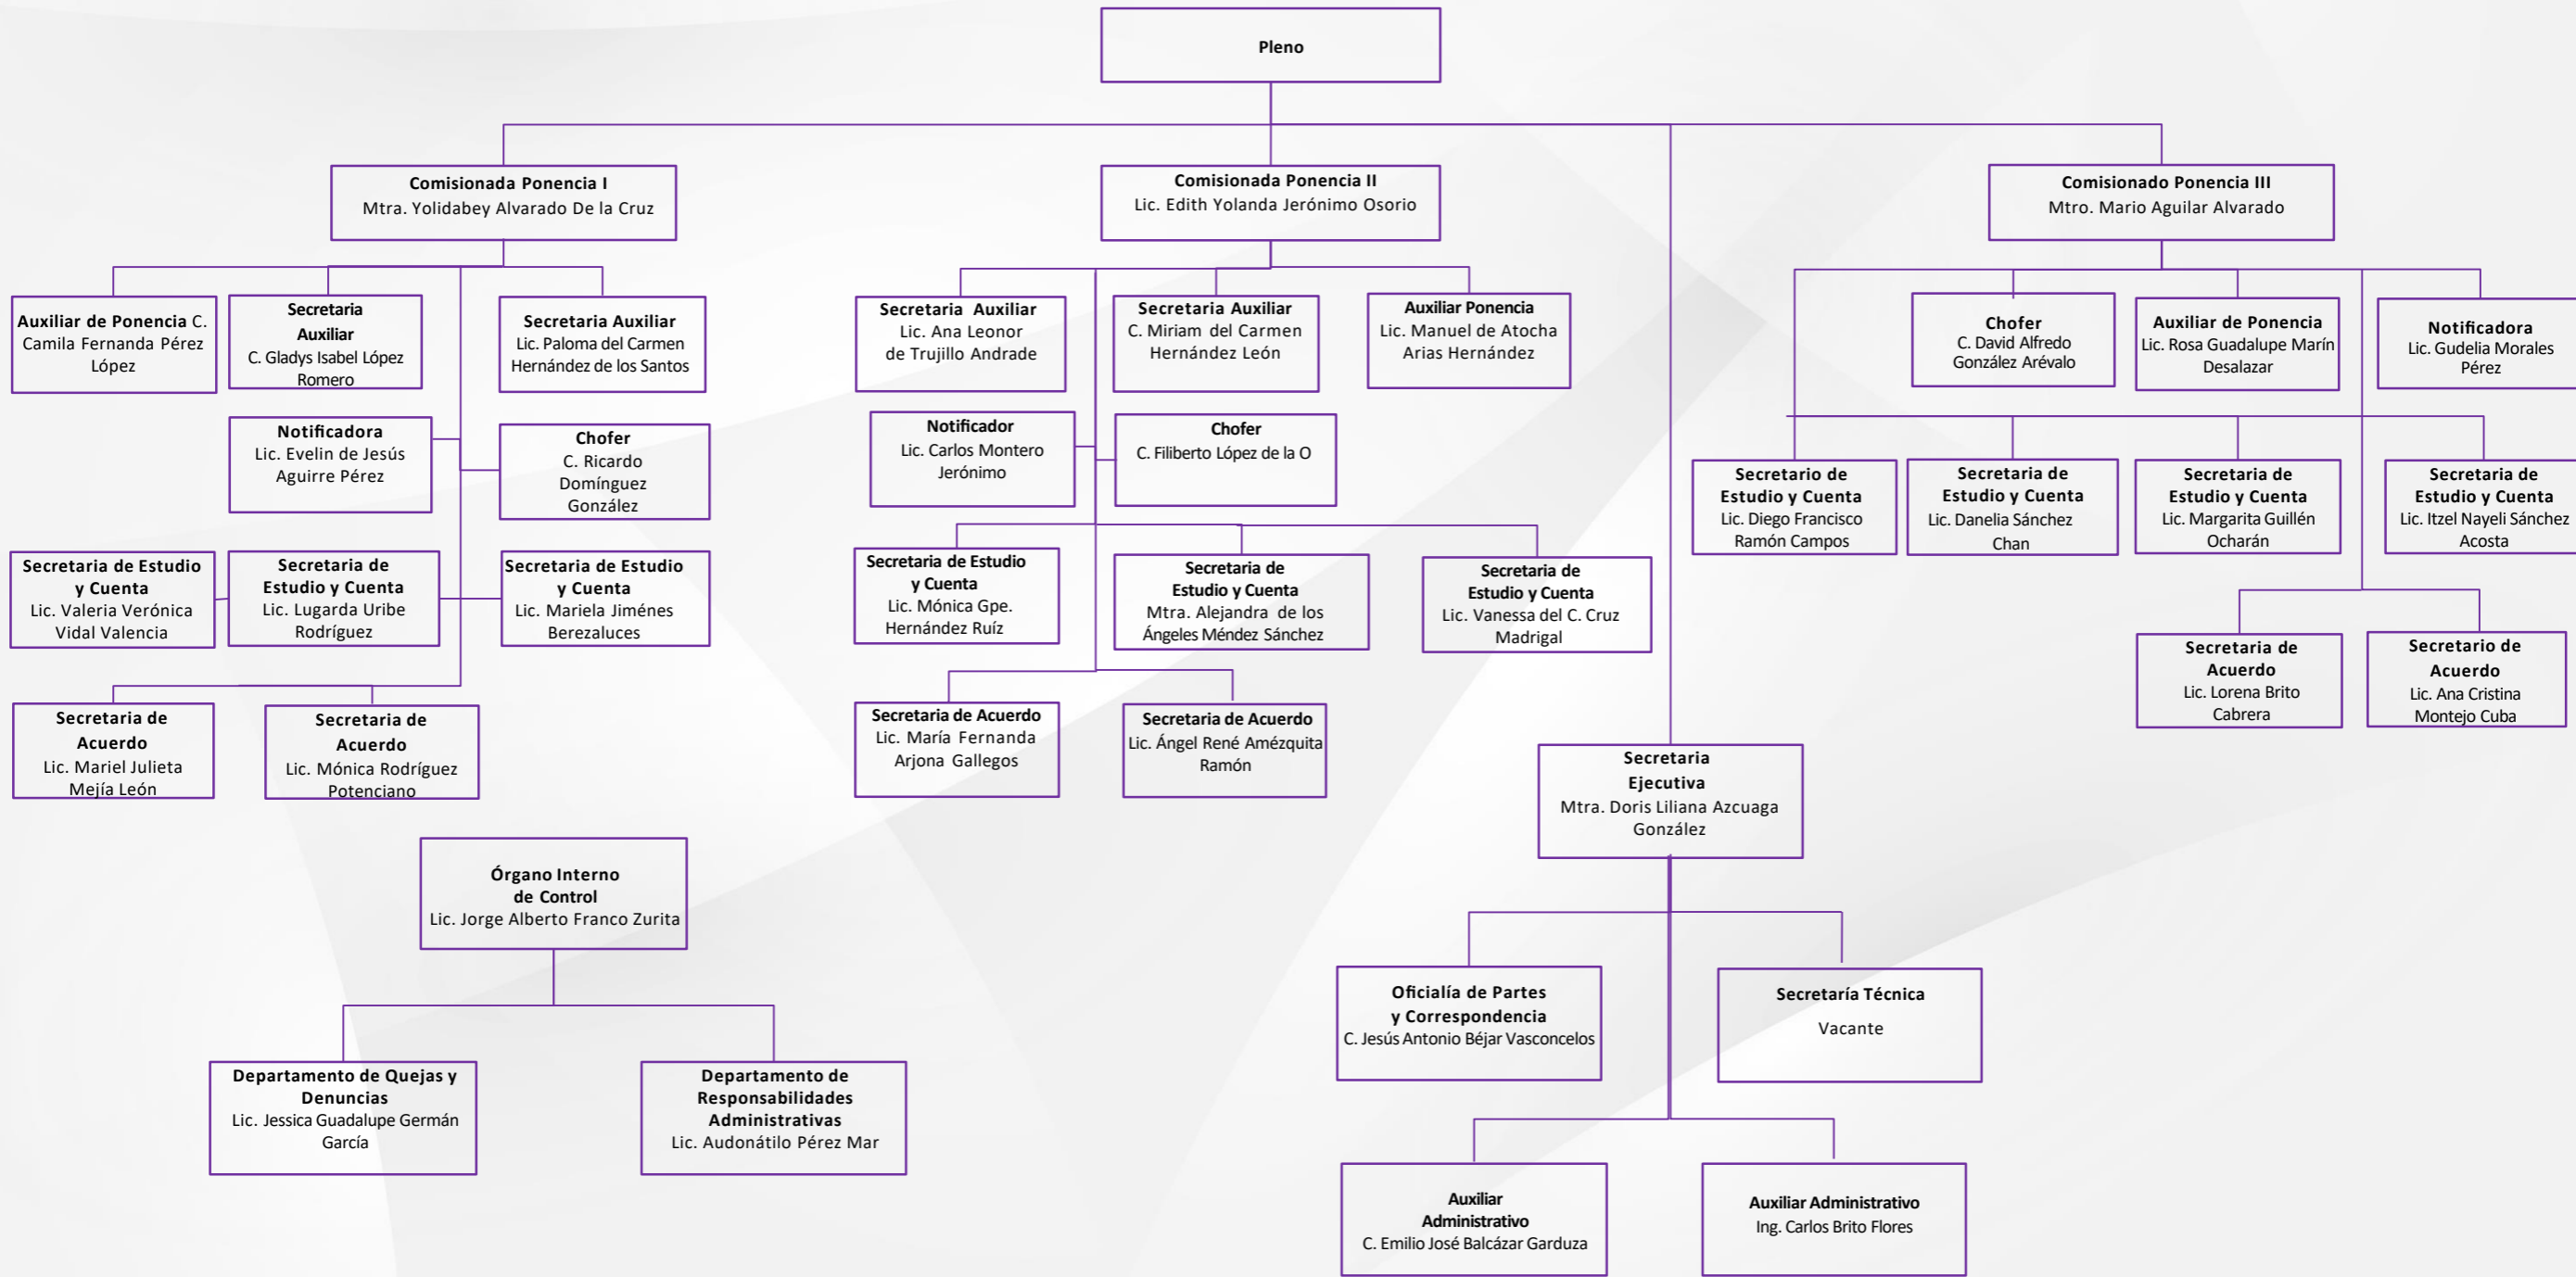 Pleno
Comisionada Ponencia I
Mtra. Yolidabey Alvarado De la Cruz
Comisionada Ponencia II
Lic. Edith Yolanda Jerónimo Osorio
Comisionado Ponencia III
Mtro. Mario Aguilar Alvarado
Auxiliar de Ponencia C.
Camila Fernanda Pérez
López
Secretaria
Auxiliar
C. Gladys Isabel López
Romero
Secretaria Auxiliar
Lic. Paloma del Carmen
Hernández de los Santos
Secretaria Auxiliar
Lic. Ana Leonor
de Trujillo Andrade
Secretaria Auxiliar
C. Miriam del Carmen
Hernández León
Auxiliar Ponencia
Lic. Manuel de Atocha
Arias Hernández
Chofer
C. David Alfredo
González Arévalo
Auxiliar de Ponencia
Lic. Rosa Guadalupe Marín
Desalazar
Notificadora
Lic. Gudelia Morales
Pérez
Notificadora
Lic. Evelin de Jesús
Aguirre Pérez
Chofer
C. Ricardo
Domínguez
González
Notificador
Lic. Carlos Montero
Jerónimo
Chofer
C. Filiberto López de la O
Secretario de
Estudio y Cuenta
Lic. Diego Francisco
Ramón Campos
Secretaria de
Estudio y Cuenta
Lic. Danelia Sánchez
Chan
Secretaria de
Estudio y Cuenta
Lic. Margarita Guillén
Ocharán
Secretaria de
Estudio y Cuenta
Lic. Itzel Nayeli Sánchez
Acosta
Secretaria de Estudio
y Cuenta
Lic. Valeria Verónica
Vidal Valencia
Secretaria de
Estudio y Cuenta
Lic. Lugarda Uribe
Rodríguez
Secretaria de Estudio
y Cuenta
Lic. Mariela Jiménes
Berezaluces
Secretaria de Estudio
y Cuenta
Lic. Mónica Gpe.
Hernández Ruíz
Secretaria de
Estudio y Cuenta
Mtra. Alejandra de los
Ángeles Méndez Sánchez
Secretaria de
Estudio y Cuenta
Lic. Vanessa del C. Cruz
Madrigal
Secretaria de
Acuerdo
Lic. Lorena Brito
Cabrera
Secretario de
Acuerdo
Lic. Ana Cristina
Montejo Cuba
Secretaria de
Acuerdo
Lic. Mariel Julieta
Mejía León
Secretaria de
Acuerdo
Lic. Mónica Rodríguez
Potenciano
Secretaria de Acuerdo
Lic. María Fernanda
Arjona Gallegos
Secretaria de Acuerdo
Lic. Ángel René Amézquita
Ramón
Secretaria
Ejecutiva
Mtra. Doris Liliana Azcuaga
González
Órgano Interno
de Control
Lic. Jorge Alberto Franco Zurita
Oficialía de Partes
y Correspondencia
C. Jesús Antonio Béjar Vasconcelos
Secretaría Técnica
Vacante
Departamento de Quejas y
Denuncias
Lic. Jessica Guadalupe Germán
García
Departamento de
Responsabilidades
Administrativas
Lic. Audonátilo Pérez Mar
Auxiliar
Administrativo
C. Emilio José Balcázar Garduza
Auxiliar Administrativo
Ing. Carlos Brito Flores